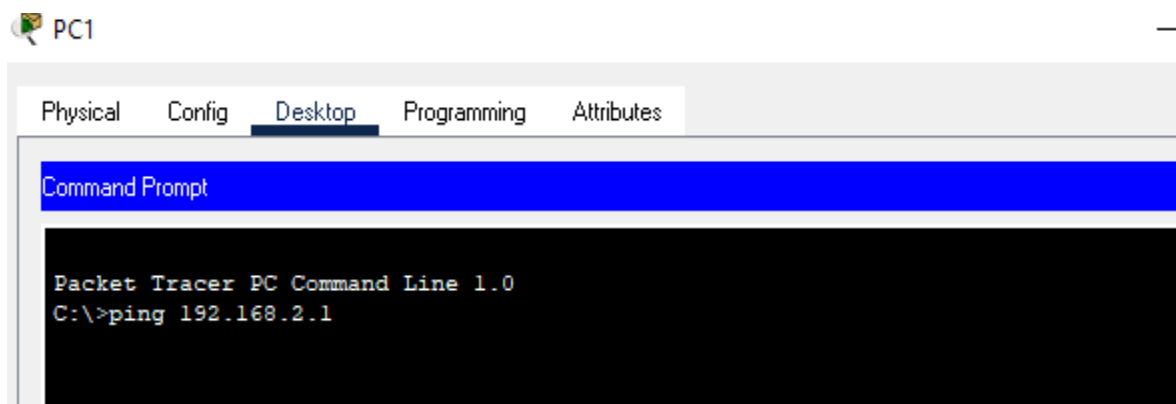 PC1
Physical Config Desktop Programming Attributes
Command Prompt
Packet Tracer PC Command Line 1.0
C:\>ping 192.168.2.1